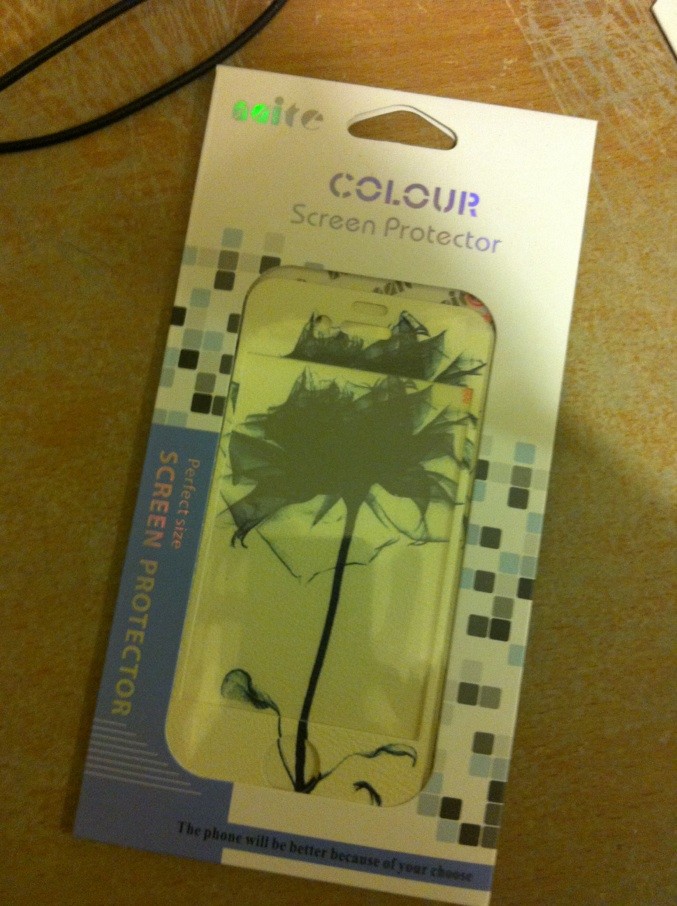 COLOUR
Screen Protector
Perfect size
SCREEN PROTECTOR
The phone will be better because of your choose